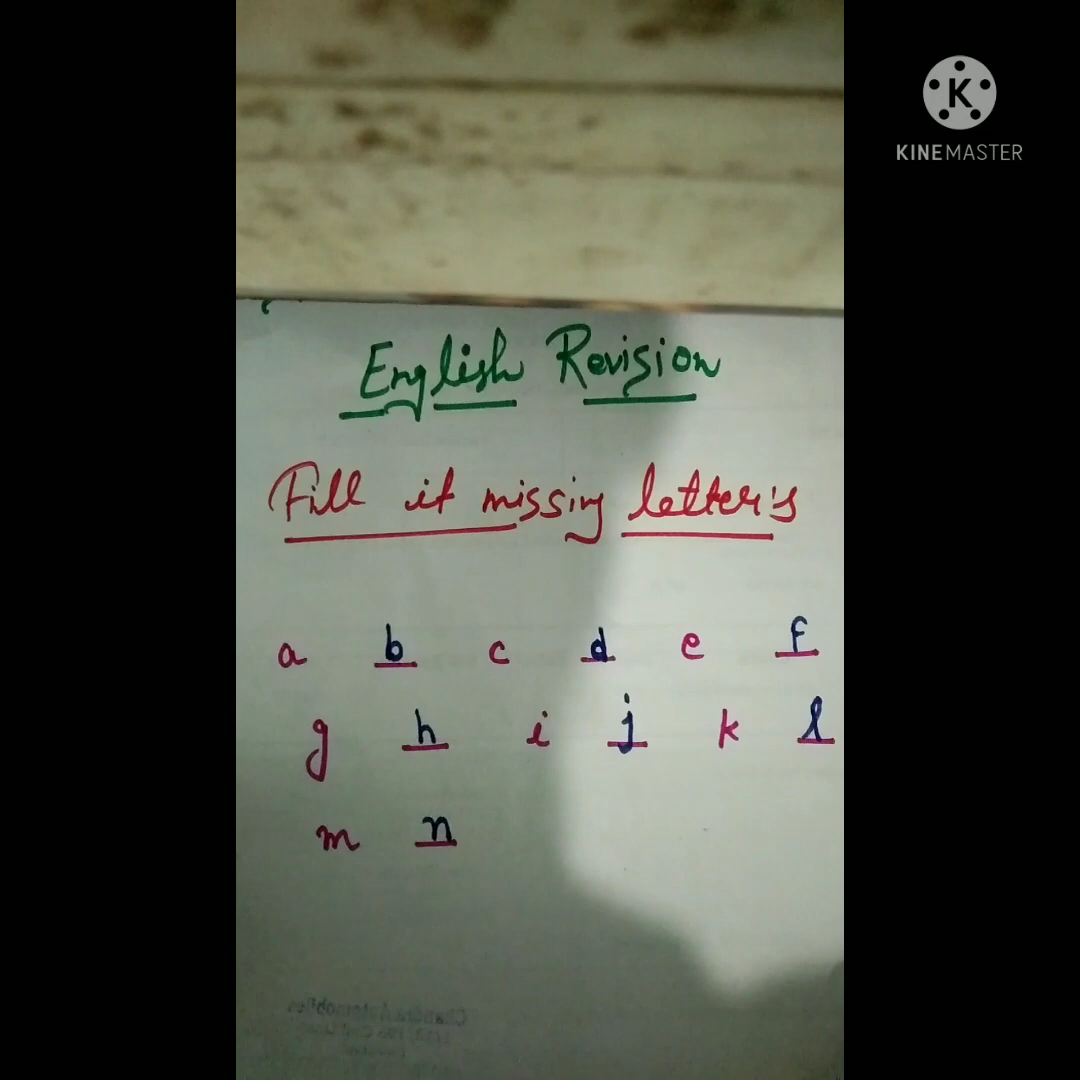 KINEMASTER
English Revision
Fill it missing letter's
a b c d e f
g h i j k l
m n